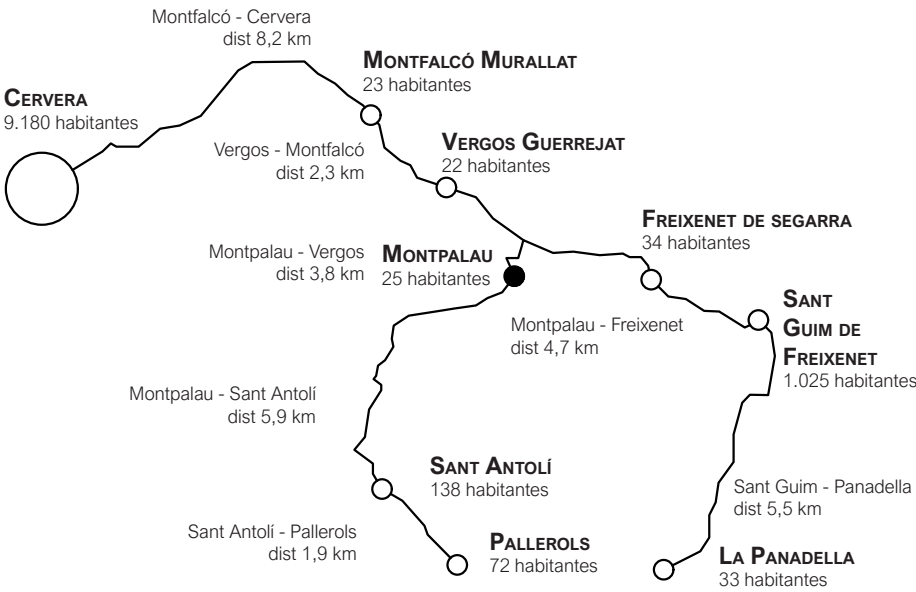 Montfalcó - Cervera
dist 8,2 km
MONTFALCÓ MURALLAT
23 habitantes
CERVERA
9.180 habitantes
Vergos - Montfalcó
dist 2,3 km
VERGOS GUERREJAT
22 habitantes
FREIXENET DE SEGARRA
34 habitantes
Montpalau - Vergos
dist 3,8 km
MONTPALAU
25 habitantes
SANT
GUIM DE
FREIXENET
1.025 habitantes
Montpalau - Freixenet
dist 4,7 km
Montpalau - Sant Antolí
dist 5,9 km
SANT ANTOLÍ
138 habitantes
Sant Guim - Panadella
dist 5,5 km
Sant Antolí - Pallerols
dist 1,9 km
PALLEROLS
72 habitantes
LA PANADELLA
33 habitantes